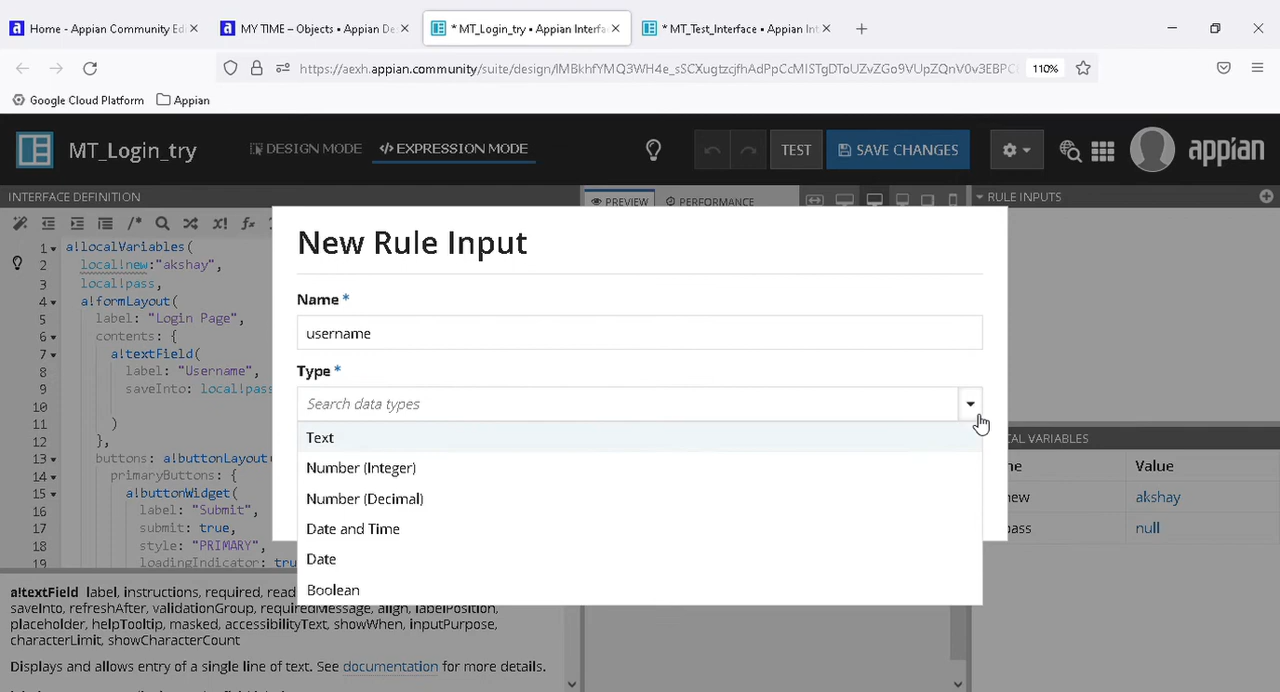 Home - Appian Community Ed
MY TIME – Objects • Appian De
* MT_Login_try • Appian Interfa
* MT_Test_Interface • Appian Int
https://aexh.appian.community/suite/design/
110%
Google Cloud Platform
Appian
MT_Login_try
DESIGN MODE
</> EXPRESSION MODE
TEST
SAVE CHANGES
appian
INTERFACE DEFINITION
PREVIEW
PERFORMANCE
RULE INPUTS
1 a!localVariables(
2 local!new:"akshay",
3 local!pass,
4 a!formLayout(
5 label: "Login Page",
6 contents: {
7 a!textField(
8 label: "Username",
9 saveInto: local!pass
10
11 )
12 },
13 buttons: a!buttonLayout
14 primaryButtons: {
15 a!buttonWidget(
16 label: "Submit",
17 submit: true,
18 style: "PRIMARY",
19 loadingIndicator: tru
New Rule Input
Name *
username
Type *
Search data types
Text
Number (Integer)
Number (Decimal)
Date and Time
Date
Boolean
CAL VARIABLES
me
Value
new
akshay
pass
null
a!textField label, instructions, required, read
saveInto, refreshAfter, validationGroup, requiredMessage, align, labelPosition,
placeholder, helpTooltip, masked, accessibilityText, showWhen, inputPurpose,
characterLimit, showCharacterCount
Displays and allows entry of a single line of text. See documentation for more details.